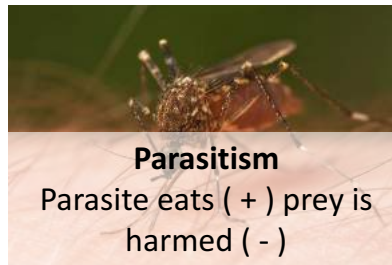 Parasitism
Parasite eats ( + ) prey is
harmed ( - )